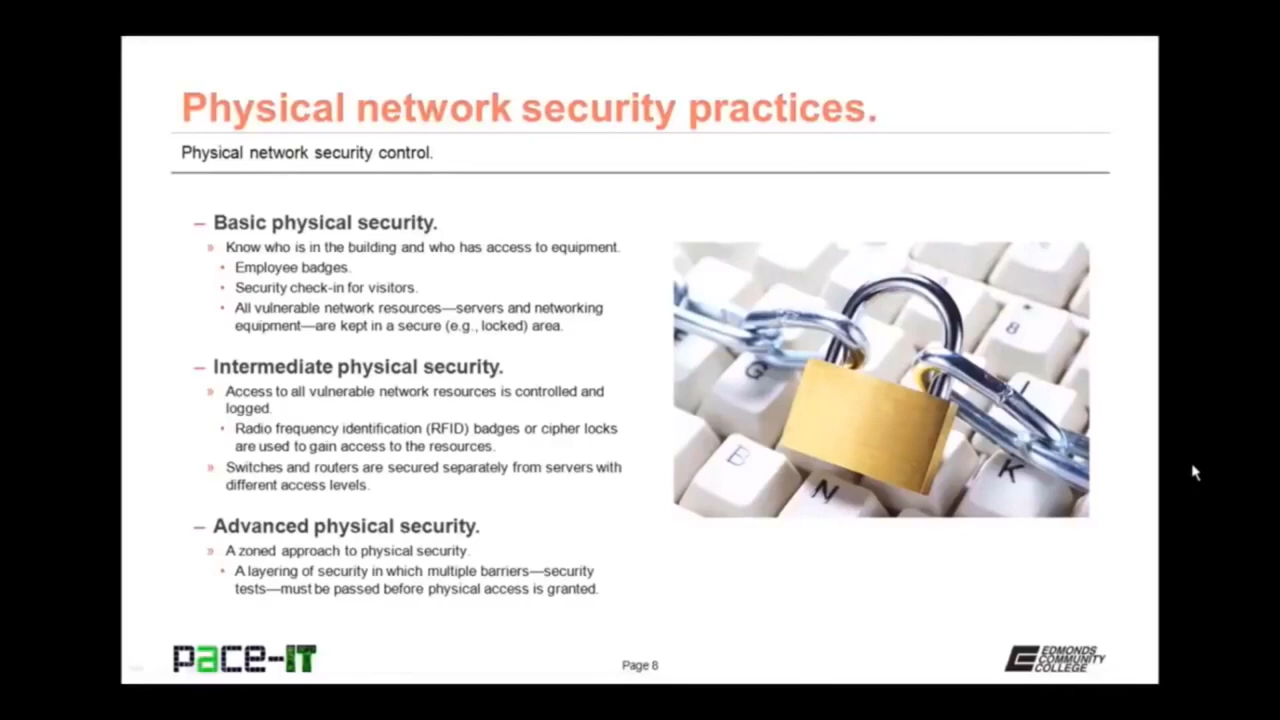 Physical network security practices.
Physical network security control.
– Basic physical security.
» Know who is in the building and who has access to equipment.
• Employee badges.
• Security check-in for visitors.
• All vulnerable network resources—servers and networking
equipment—are kept in a secure (e.g., locked) area.
– Intermediate physical security.
» Access to all vulnerable network resources is controlled and
logged.
• Radio frequency identification (RFID) badges or cipher locks
are used to gain access to the resources.
» Switches and routers are secured separately from servers with
different access levels.
– Advanced physical security.
» A zoned approach to physical security.
• A layering of security in which multiple barriers—security
tests—must be passed before physical access is granted.
G
8
B
N
K
pace-IT
Page 8
EDMONDS
COMMUNITY
COLLEGE